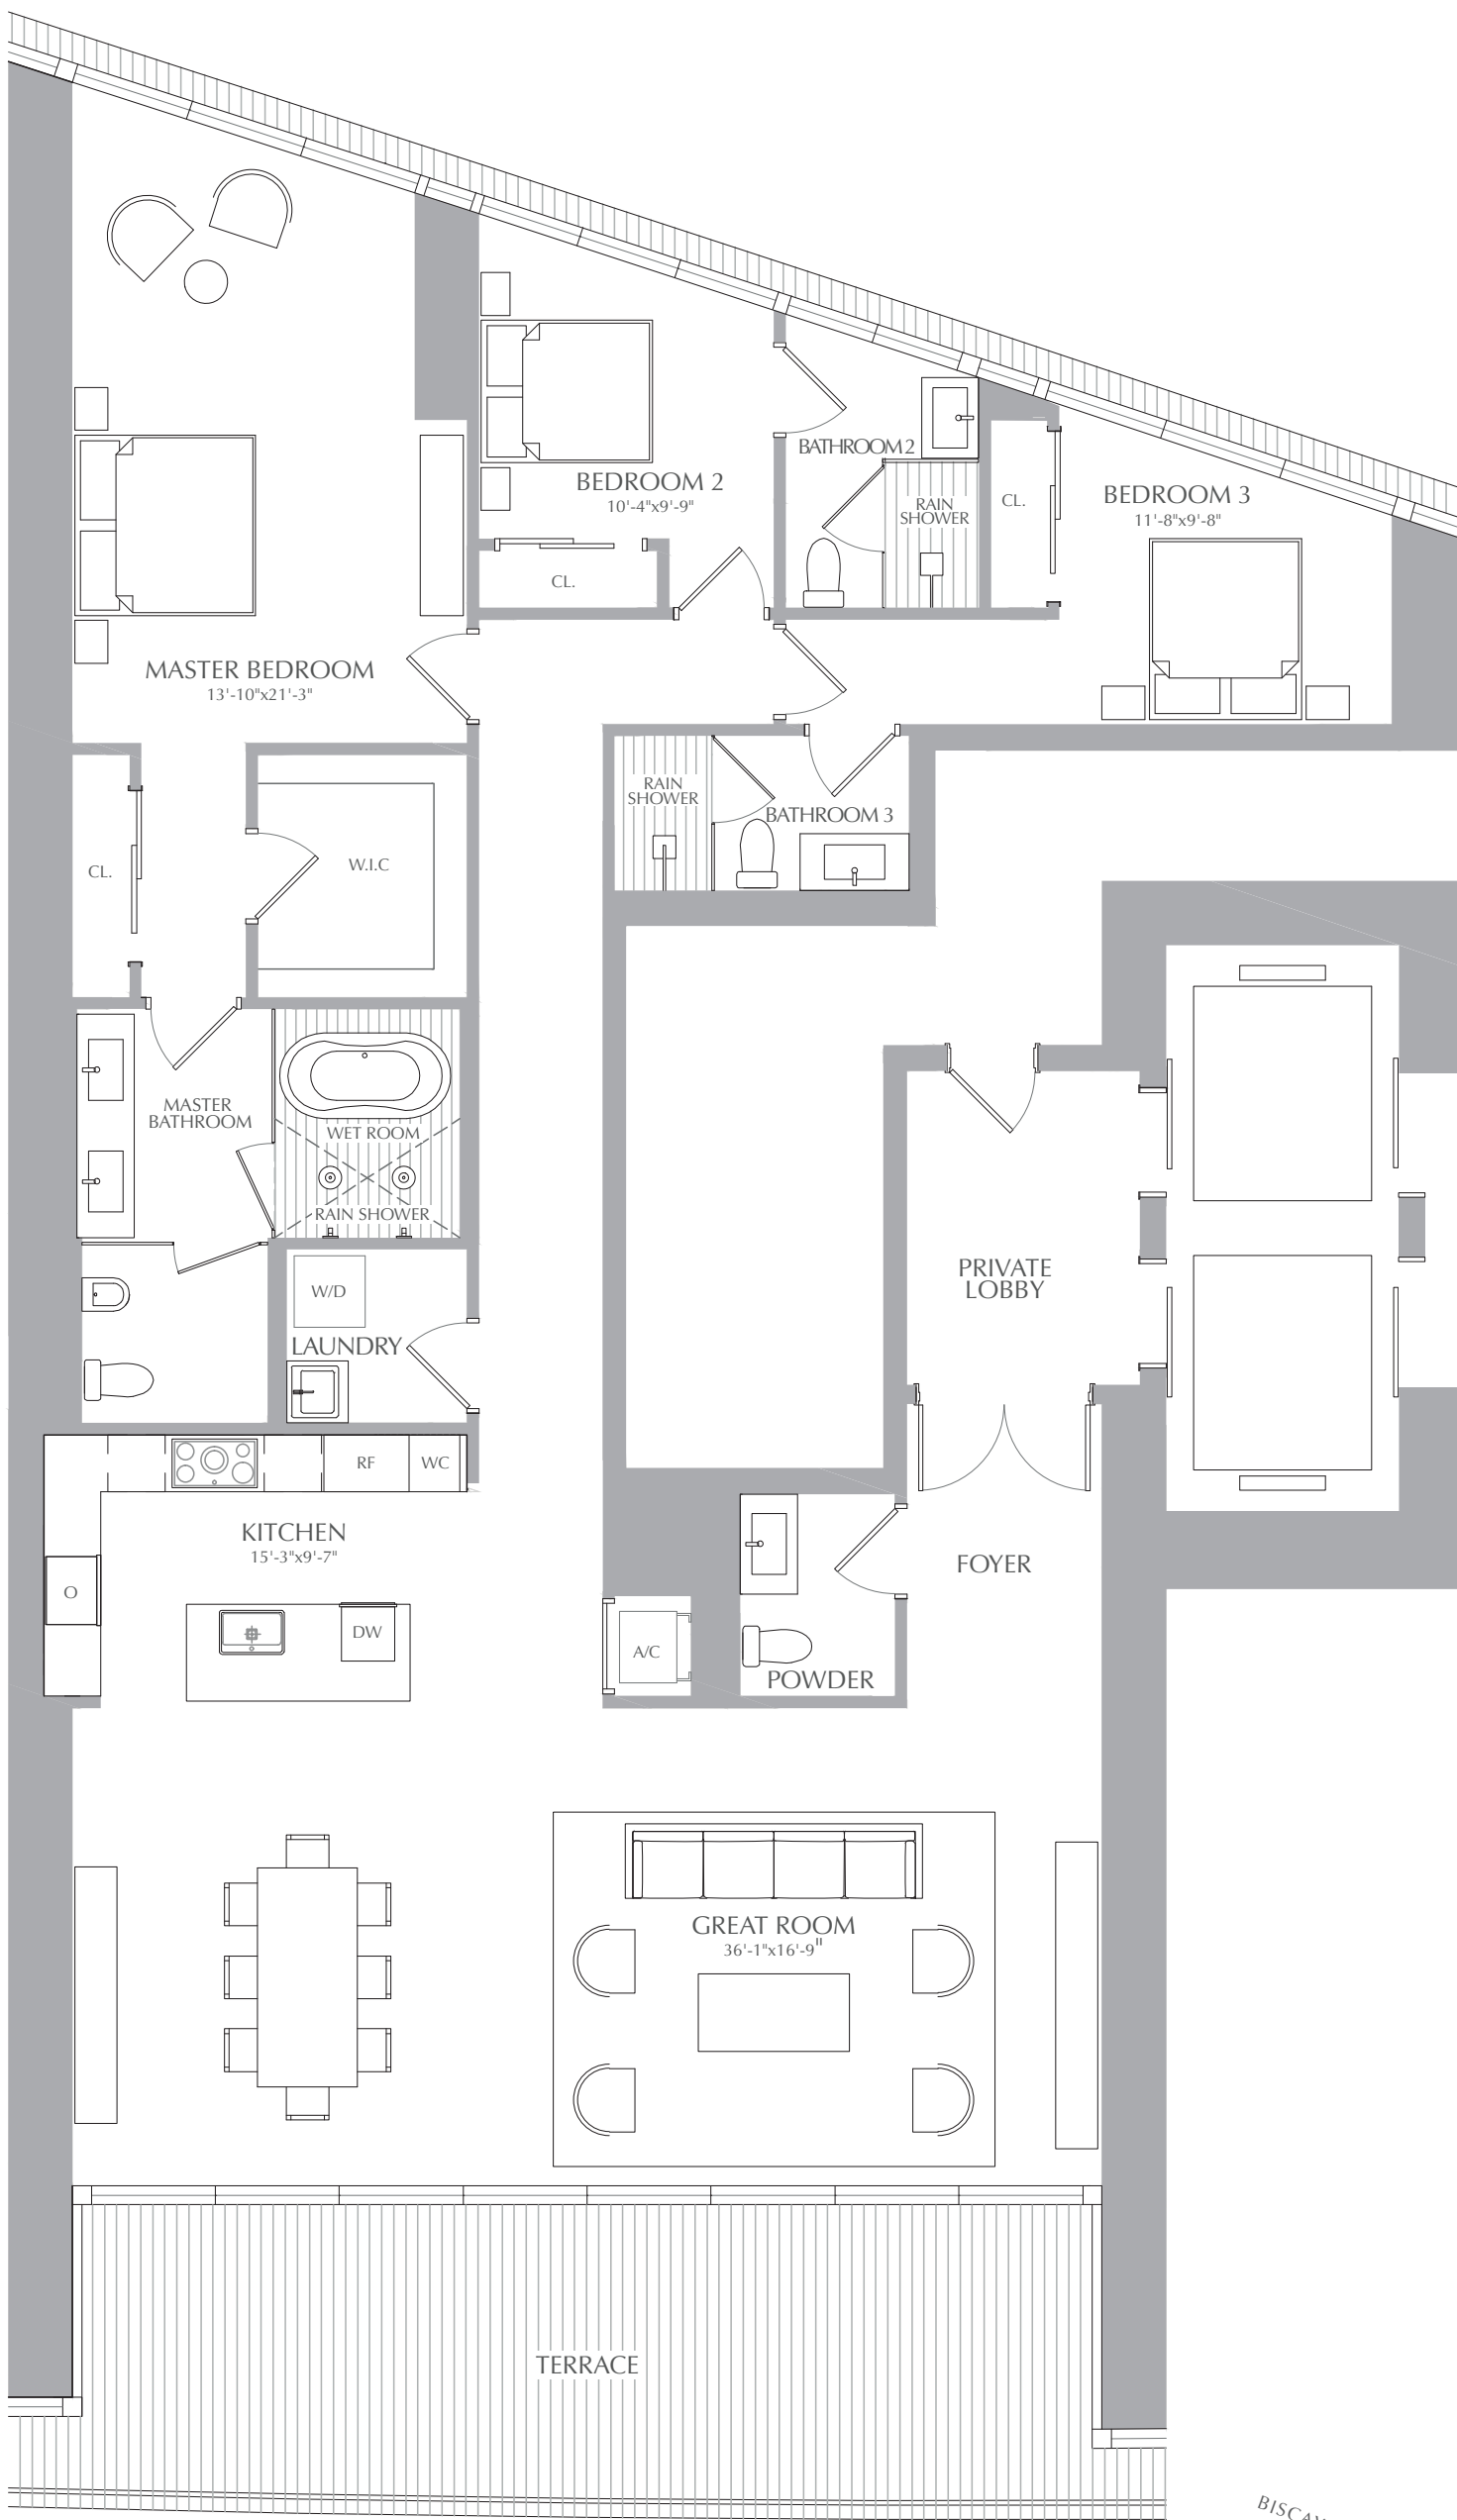 BATHROOM 2
BEDROOM 2
10'-4"x9'-9"
RAIN
SHOWER
CL.
BEDROOM 3
11'-8"x9'-8"
CL.
MASTER BEDROOM
13'-10"x21'-3"
RAIN
SHOWER
BATHROOM 3
CL.
W.I.C
MASTER
BATHROOM
WET ROOM
RAIN SHOWER
PRIVATE
LOBBY
W/D
LAUNDRY
RF
WC
KITCHEN
15'-3"x9'-7"
FOYER
O
DW
A/C
POWDER
GREAT ROOM
36'-1"x16'-9"
TERRACE